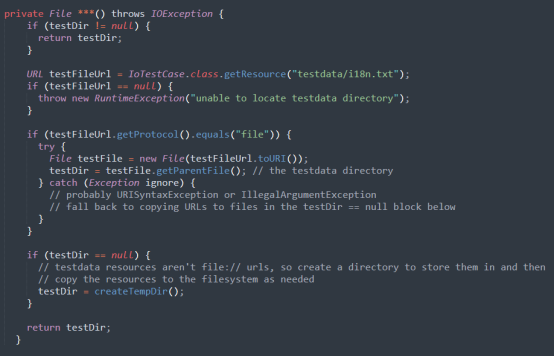 private File ***() throws IOException {
if (testDir != null) {
return testDir;
}
URL testFileUrl = IoTestCase.class.getResource("testdata/i18n.txt");
if (testFileUrl == null) {
throw new RuntimeException("unable to locate testdata directory");
}
if (testFileUrl.getProtocol().equals("file")) {
try {
File testFile = new File(testFileUrl.toURI());
testDir = testFile.getParentFile(); // the testdata directory
} catch (Exception ignore) {
// probably URISyntaxException or IllegalArgumentException
// fall back to copying URLs to files in the testDir == null block below
}
}
if (testDir == null) {
// testdata resources aren't file:// urls, so create a directory to store them in and then
// copy the resources to the filesystem as needed
testDir = createTempDir();
}
return testDir;
}